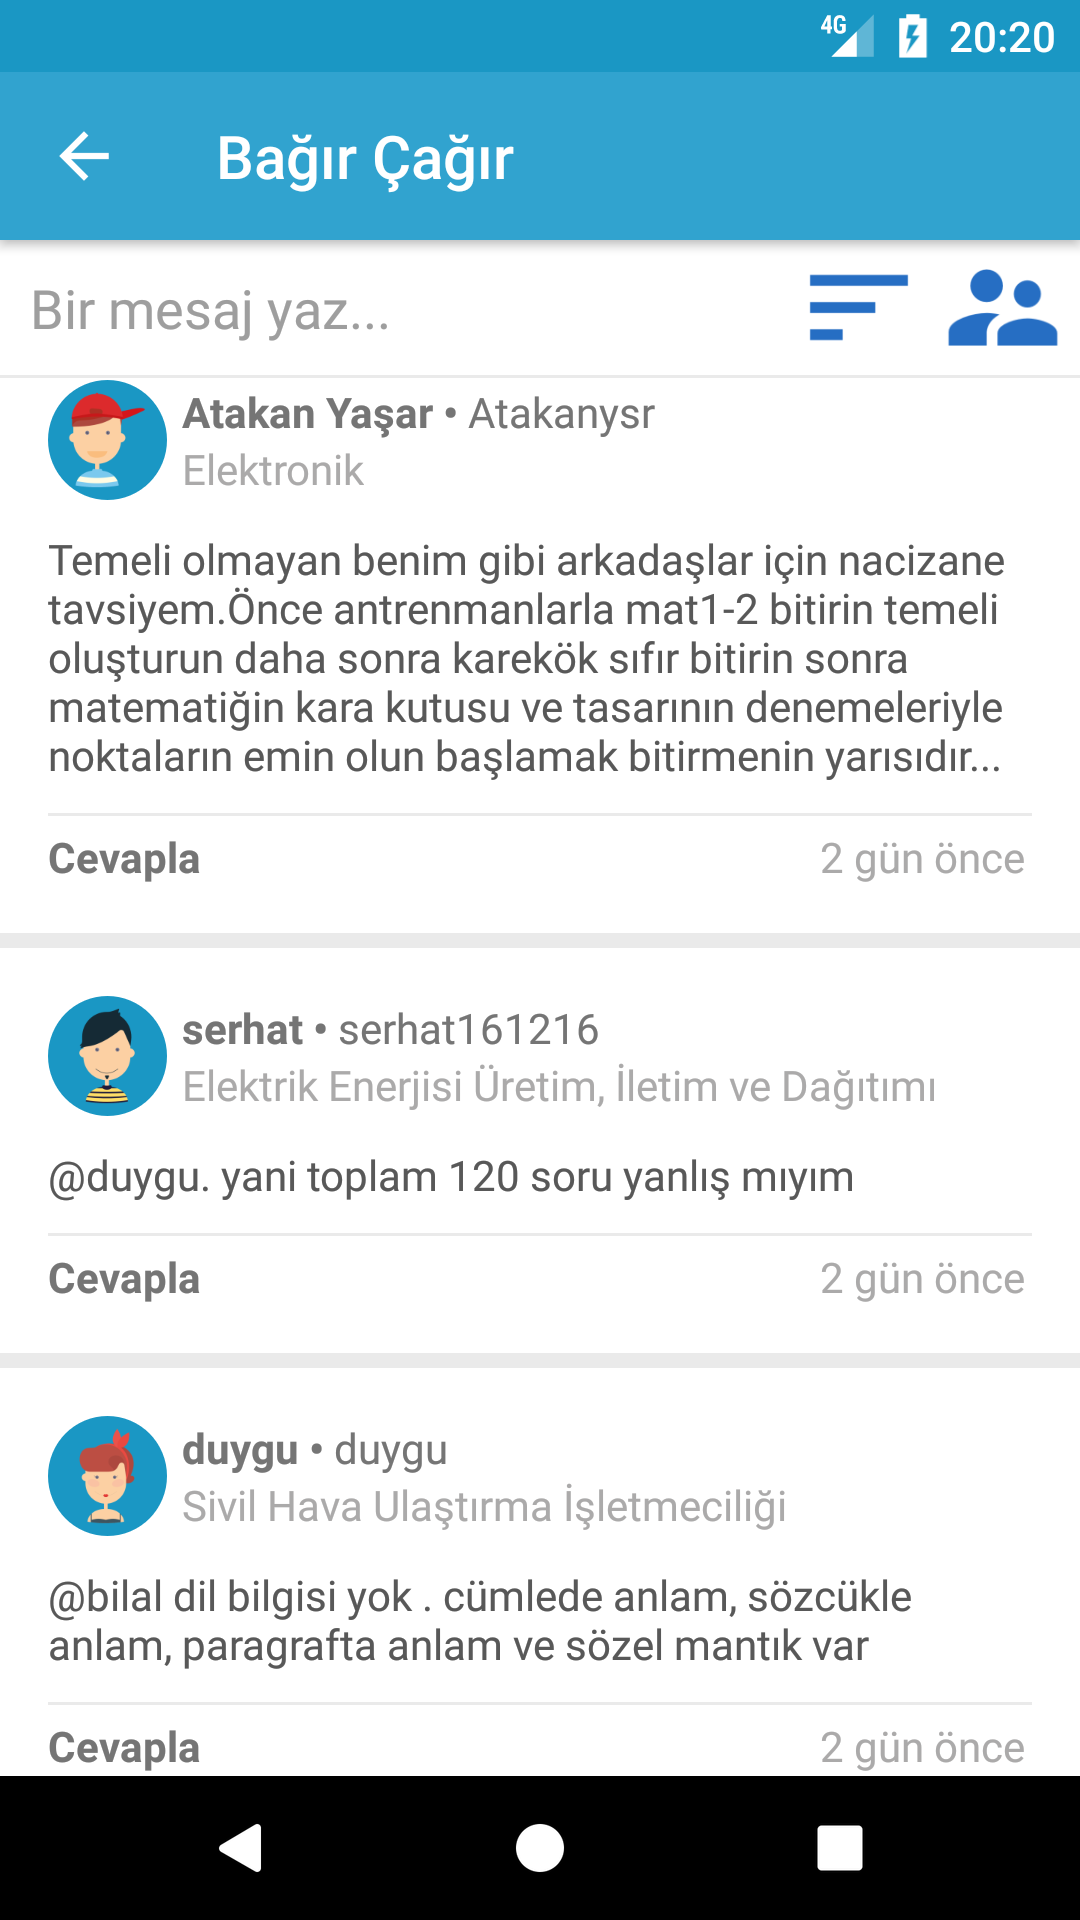 4G 20:20
Bağır Çağır
Bir mesaj yaz...
Atakan Yaşar • Atakanysr
Elektronik
Temeli olmayan benim gibi arkadaşlar için nacizane
tavsiyem.Önce antrenmanlarla mat1-2 bitirin temeli
oluşturun daha sonra karekök sıfır bitirin sonra
matematiğin kara kutusu ve tasarının denemeleriyle
noktaların emin olun başlamak bitirmenin yarısıdır...
Cevapla 2 gün önce
serhat • serhat161216
Elektrik Enerjisi Üretim, İletim ve Dağıtımı
@duygu. yani toplam 120 soru yanlış mıyım
Cevapla 2 gün önce
duygu • duygu
Sivil Hava Ulaştırma İşletmeciliği
@bilal dil bilgisi yok . cümlede anlam, sözcükle
anlam, paragrafta anlam ve sözel mantık var
Cevapla 2 gün önce